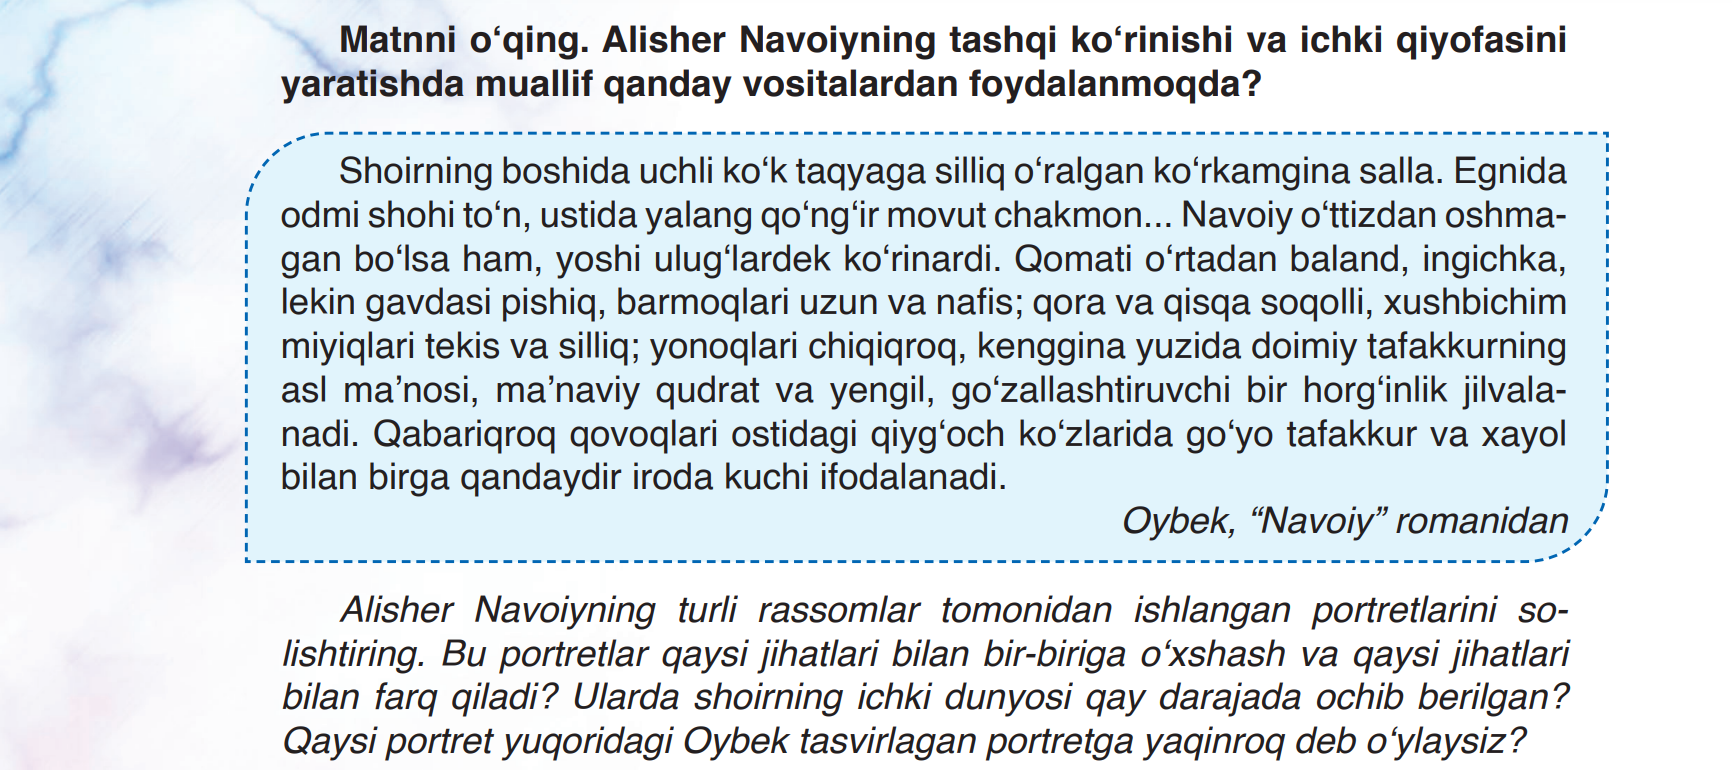 Matnni o‘qing. Alisher Navoiyning tashqi ko‘rinishi va ichki qiyofasini
yaratishda muallif qanday vositalardan foydalanmoqda?
Shoirning boshida uchli ko‘k taqyaga silliq o‘ralgan ko‘rkamgina salla. Egnida
odmi shohi to‘n, ustida yalang qo‘ng‘ir movut chakmon... Navoiy o‘ttizdan oshma-
gan bo‘lsa ham, yoshi ulug‘lardek ko‘rinardi. Qomati o‘rtadan baland, ingichka,
lekin gavdasi pishiq, barmoqlari uzun va nafis; qora va qisqa soqolli, xushbichim
miyiqlari tekis va silliq; yonoqlari chiqiqroq, kenggina yuzida doimiy tafakkurning
asl ma’nosi, ma’naviy qudrat va yengil, go‘zallashtiruvchi bir horg‘inlik jilvala-
nadi. Qabariqroq qovoqlari ostidagi qiyg‘och ko‘zlarida go‘yo tafakkur va xayol
bilan birga qandaydir iroda kuchi ifodalanadi.
Oybek, “Navoiy” romanidan
Alisher Navoiyning turli rassomlar tomonidan ishlangan portretlarini so-
lishtiring. Bu portretlar qaysi jihatlari bilan bir-biriga o‘xshash va qaysi jihatlari
bilan farq qiladi? Ularda shoirning ichki dunyosi qay darajada ochib berilgan?
Qaysi portret yuqoridagi Oybek tasvirlagan portretga yaqinroq deb o‘ylaysiz?